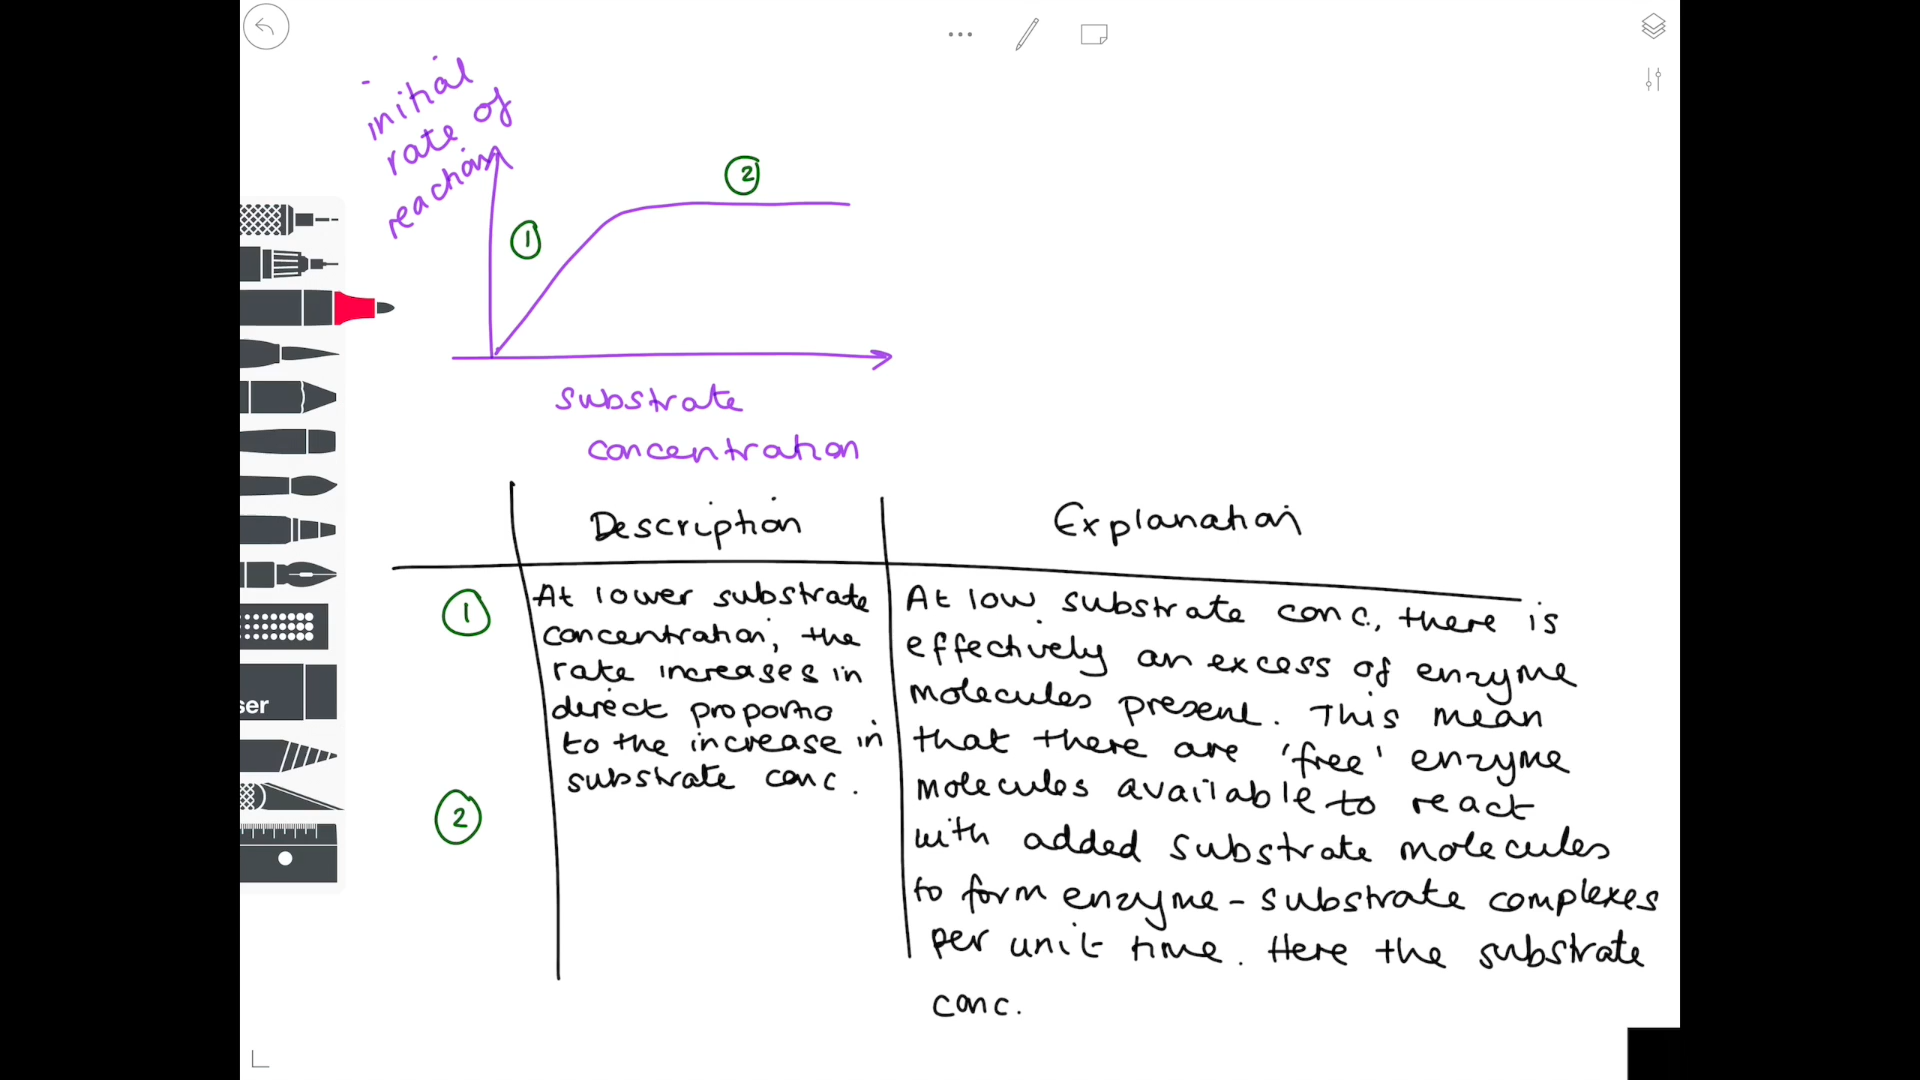 initial
rate of
reaction
①
②
substrate
concentration
Description
Explanation
①
At lower substrate
concentration, the
rate increases in
direct proportio
to the increase in
substrate conc.
②
At low substrate conc., there is
effectively an excess of enzyme
molecules present. This mean
that there are 'free' enzyme
molecules available to react
with added substrate molecules
to form enzyme-substrate complexes
per unit time. Here the substrate
conc.
ser